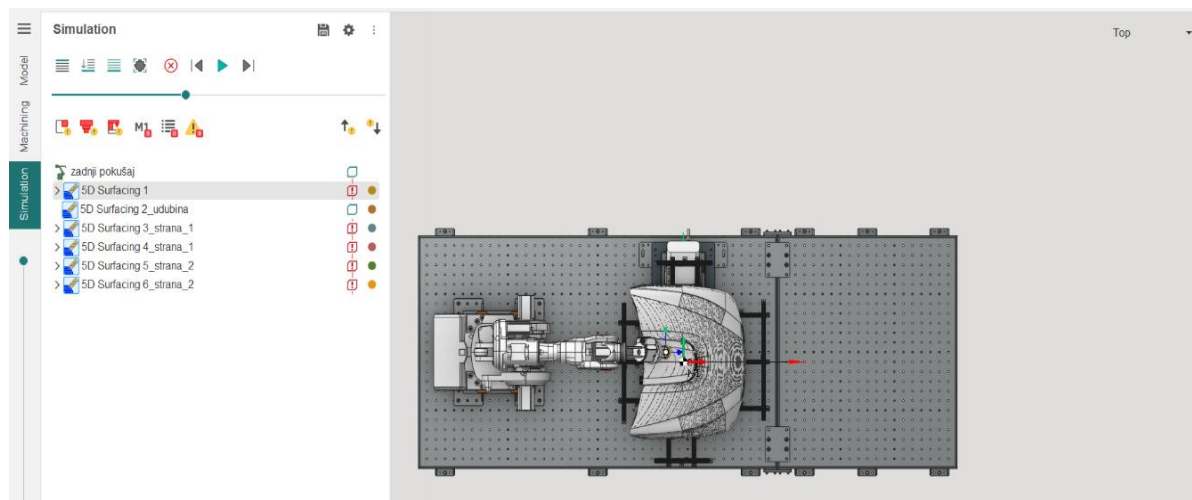 Simulation
Top
Model
Machining
Simulation
M1
zadnji pokušaj
5D Surfacing 1
5D Surfacing 2_udubina
5D Surfacing 3_strana_1
5D Surfacing 4_strana_1
5D Surfacing 5_strana_2
5D Surfacing 6_strana_2